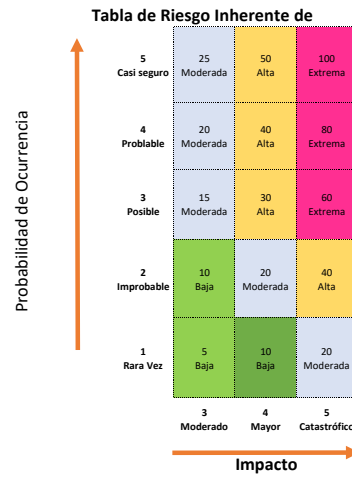 Tabla de Riesgo Inherente de
Probabilidad de Ocurrencia
5
Casi seguro
25
Moderada
50
Alta
100
Extrema
4
Problable
20
Moderada
40
Alta
80
Extrema
3
Posible
15
Moderada
30
Alta
60
Extrema
2
Improbable
10
Baja
20
Moderada
40
Alta
1
Rara Vez
5
Baja
10
Baja
20
Moderada
3
Moderado
4
Mayor
5
Catastrófico
Impacto